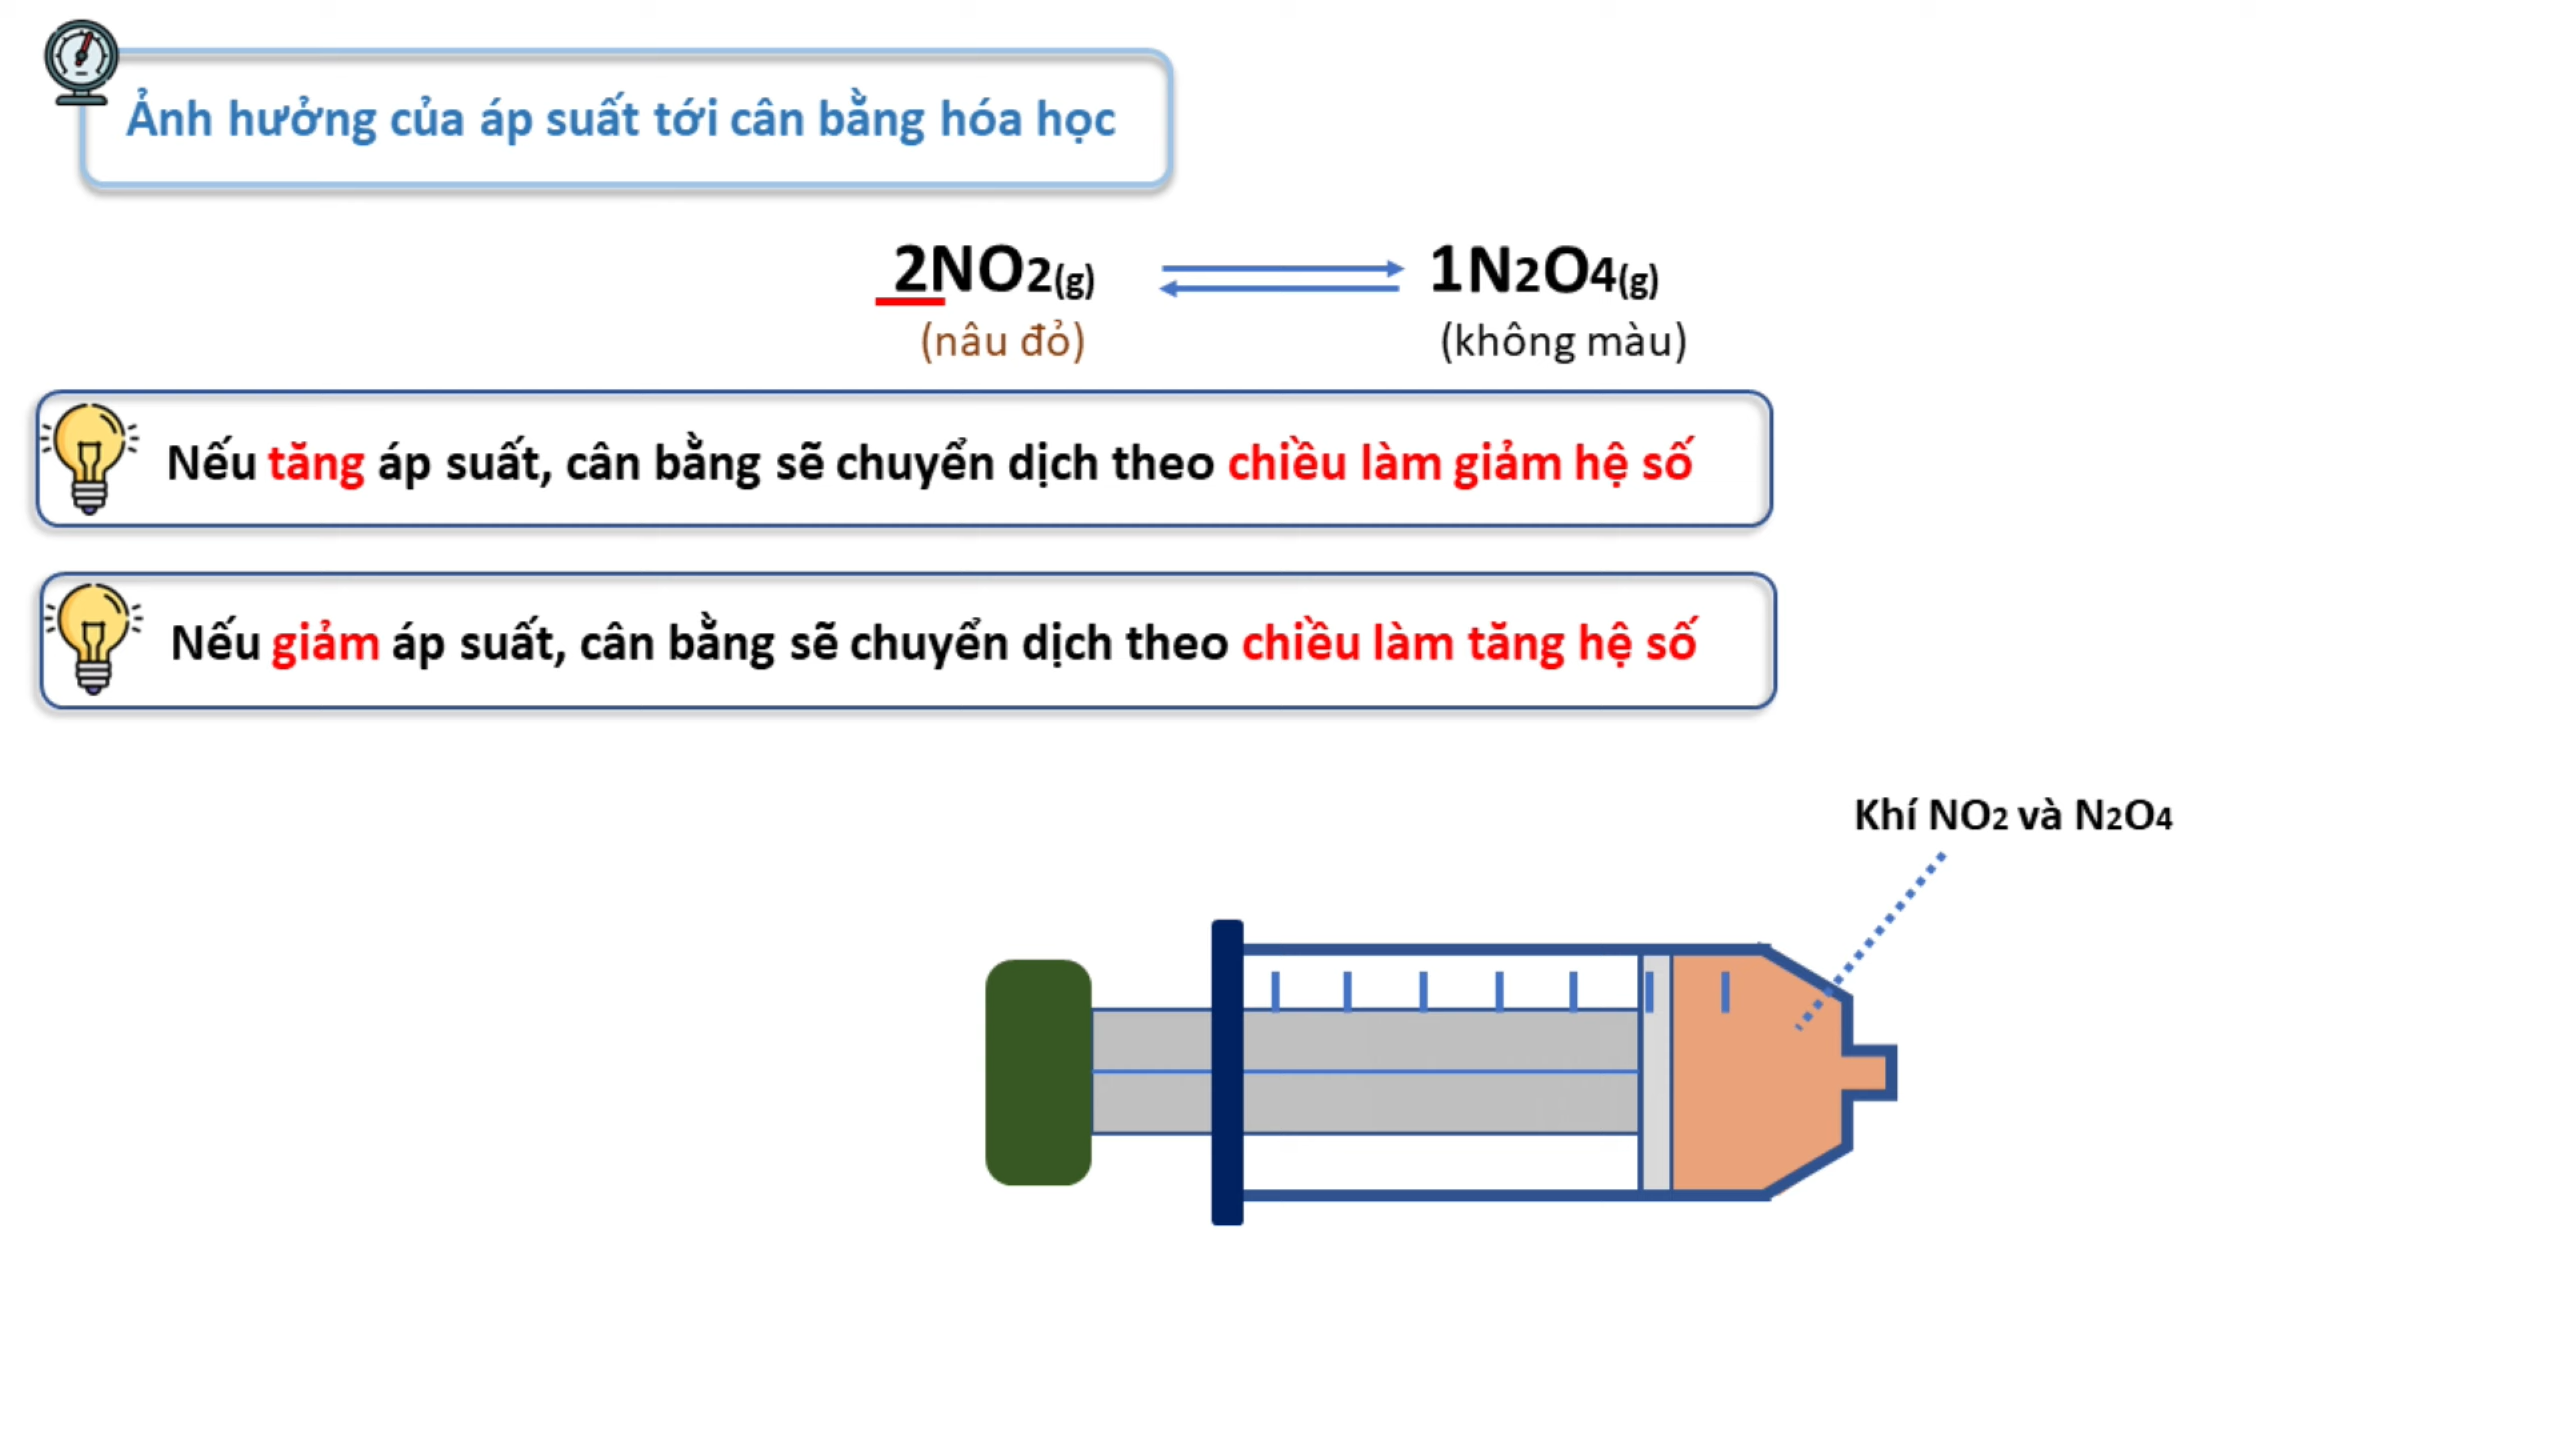 Ảnh hưởng của áp suất tới cân bằng hóa học
2NO2(g) 1N2O4(g)
(nâu đỏ) (không màu)
Nếu tăng áp suất, cân bằng sẽ chuyển dịch theo chiều làm giảm hệ số
Nếu giảm áp suất, cân bằng sẽ chuyển dịch theo chiều làm tăng hệ số
Khí NO2 và N2O4